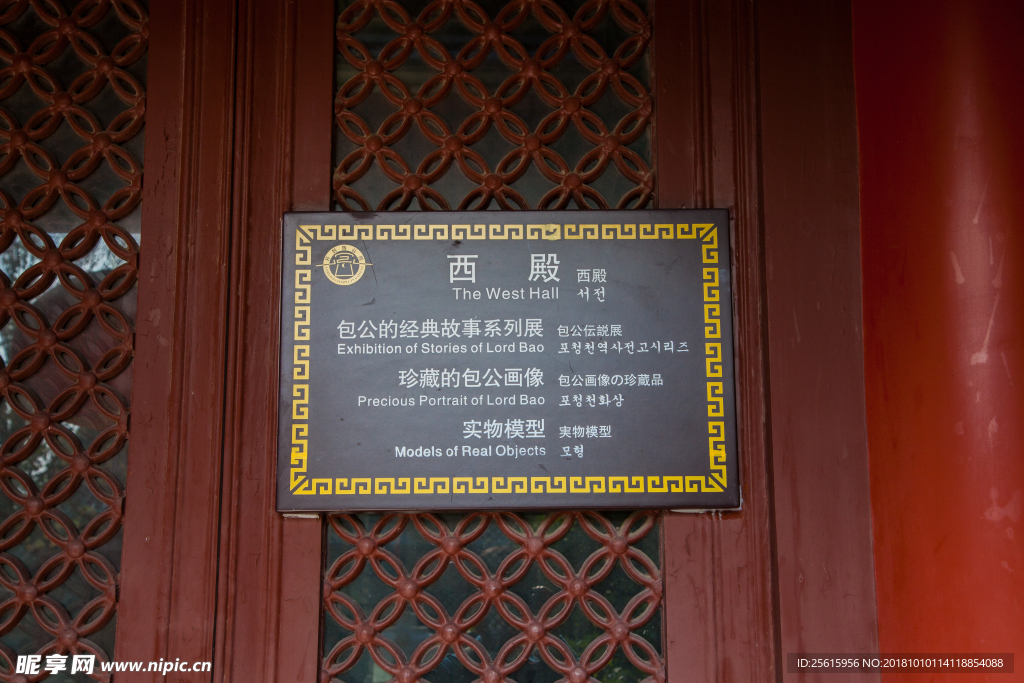 西 殿 西殿
The West Hall 서전
包公的经典故事系列展 包公伝説展
Exhibition of Stories of Lord Bao 포청천역사전고시리즈
珍藏的包公画像 包公画像の珍藏品
Precious Portrait of Lord Bao 포청천화상
实物模型 実物模型
Models of Real Objects 모형
昵享网 www.nipic.cn
ID:25615956 NO:20181010114118854088